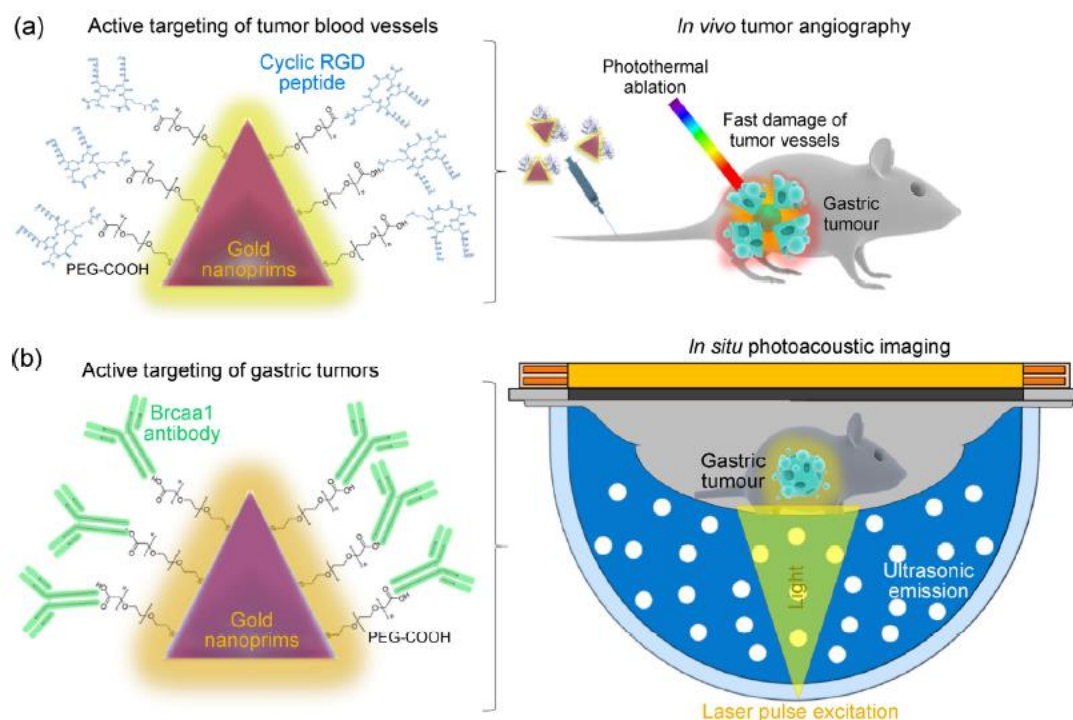 (a)
Active targeting of tumor blood vessels
Cyclic RGD
peptide
Gold
nanoprims
PEG-COOH
In vivo tumor angiography
Photothermal
ablation
Fast damage of
tumor vessels
Gastric
tumour
(b)
Active targeting of gastric tumors
Brcaa1
antibody
Gold
nanoprims
PEG-COOH
In situ photoacoustic imaging
Gastric
tumour
Light
Ultrasonic
emission
Laser pulse excitation